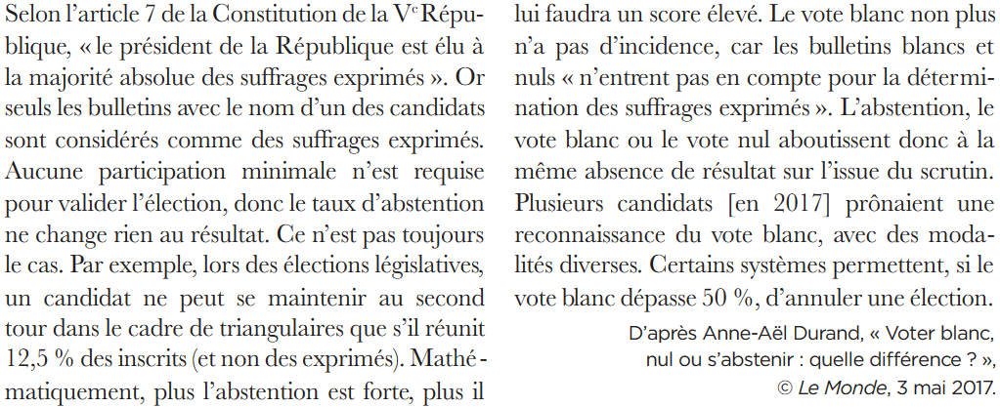 Selon l’article 7 de la Constitution de la Vᵉ Répu-
blique, « le président de la République est élu à
la majorité absolue des suffrages exprimés ». Or
seuls les bulletins avec le nom d’un des candidats
sont considérés comme des suffrages exprimés.
Aucune participation minimale n’est requise
pour valider l’élection, donc le taux d’abstention
ne change rien au résultat. Ce n’est pas toujours
le cas. Par exemple, lors des élections législatives,
un candidat ne peut se maintenir au second
tour dans le cadre de triangulaires que s’il réunit
12,5 % des inscrits (et non des exprimés). Mathé-
matiquement, plus l’abstention est forte, plus il
lui faudra un score élevé. Le vote blanc non plus
n’a pas d’incidence, car les bulletins blancs et
nuls « n’entrent pas en compte pour la détermi-
nation des suffrages exprimés ». L’abstention, le
vote blanc ou le vote nul aboutissent donc à la
même absence de résultat sur l’issue du scrutin.
Plusieurs candidats [en 2017] prônaient une
reconnaissance du vote blanc, avec des moda-
lités diverses. Certains systèmes permettent, si le
vote blanc dépasse 50 %, d’annuler une élection.
D’après Anne-Aël Durand, « Voter blanc,
nul ou s’abstenir : quelle différence ? »,
© Le Monde, 3 mai 2017.